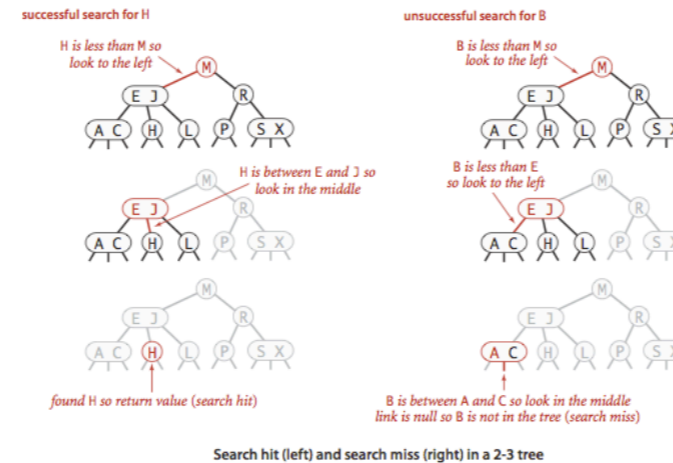 successful search for H
H is less than M so
look to the left
M
E J
R
A C
H
L
P
S X
H is between E and J so
look in the middle
M
E J
R
A C
H
L
P
S X
M
E J
R
A C
H
L
P
S X
found H so return value (search hit)
unsuccessful search for B
B is less than M so
look to the left
M
E J
R
A C
H
L
P
S X
B is less than E
so look to the left
M
E J
R
A C
H
L
P
S X
M
E J
R
A C
H
L
P
S X
B is between A and C so look in the middle
link is null so B is not in the tree (search miss)
Search hit (left) and search miss (right) in a 2-3 tree